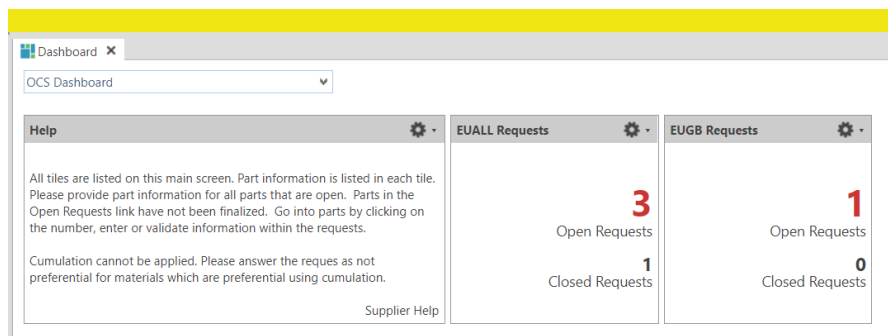 Dashboard
OCS Dashboard
Help
All tiles are listed on this main screen. Part information is listed in each tile.
Please provide part information for all parts that are open. Parts in the
Open Requests link have not been finalized. Go into parts by clicking on
the number, enter or validate information within the requests.
Cumulation cannot be applied. Please answer the reques as not
preferential for materials which are preferential using cumulation.
Supplier Help
EUALL Requests
3
Open Requests
1
Closed Requests
EUGB Requests
1
Open Requests
0
Closed Requests